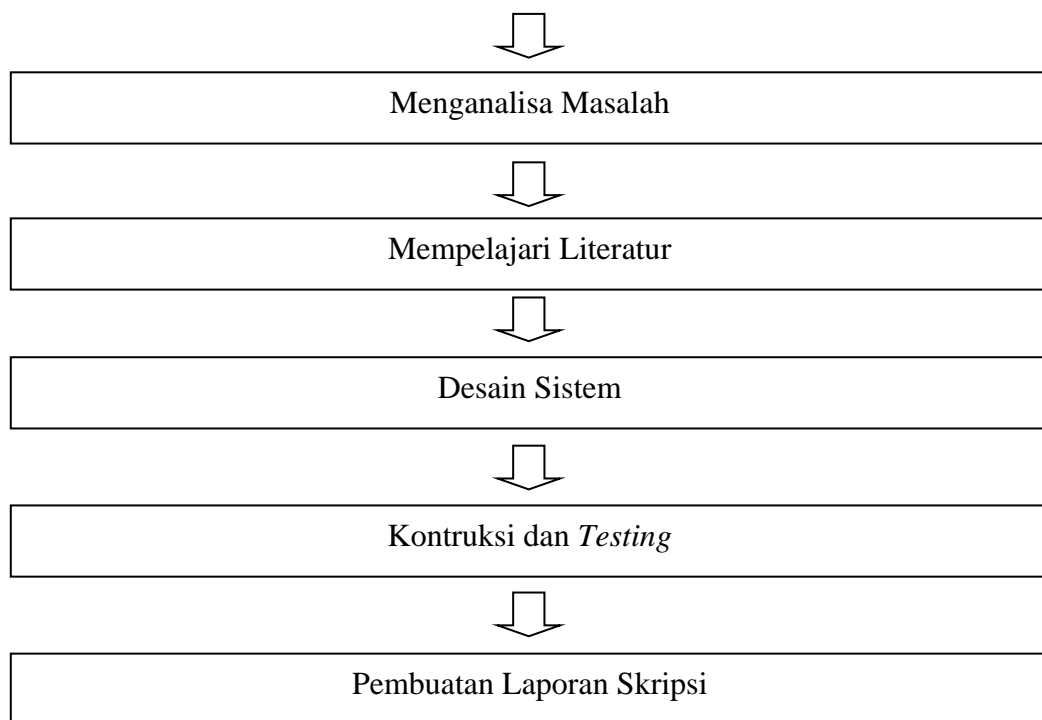 Menganalisa Masalah
Mempelajari Literatur
Desain Sistem
Kontruksi dan Testing
Pembuatan Laporan Skripsi